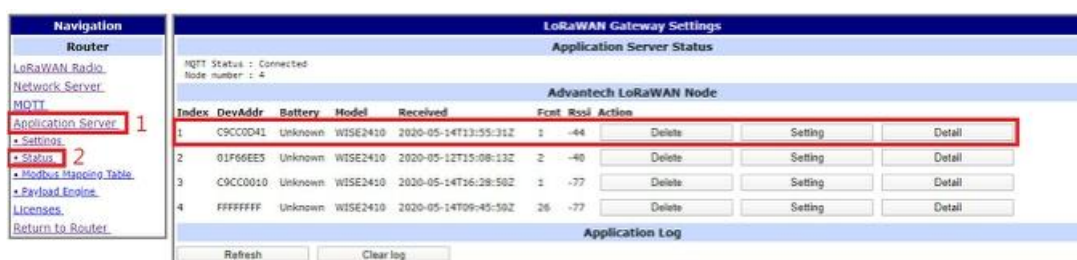 Navigation
Router
LoRaWAN Radio
Network Server
MQTT
Application Server 1
• Settings
• Status 2
• Modbus Mapping Table
• Payload Engine
Licenses
Return to Router
LoRaWAN Gateway Settings
Application Server Status
MQTT Status : Connected
Node number : 4
Advantech LoRaWAN Node
Index DevAddr Battery Model Received Fcnt Rssi Action
1 C9CC0D41 Unknown WISE2410 2020-05-14T13:55:31Z 1 -44 Delete Setting Detail
2 01F66EE5 Unknown WISE2410 2020-05-12T15:08:13Z 2 -40 Delete Setting Detail
3 C9CC0010 Unknown WISE2410 2020-05-14T16:28:50Z 1 -77 Delete Setting Detail
4 FFFFFFFF Unknown WISE2410 2020-05-14T09:45:50Z 26 -77 Delete Setting Detail
Application Log
Refresh Clear log